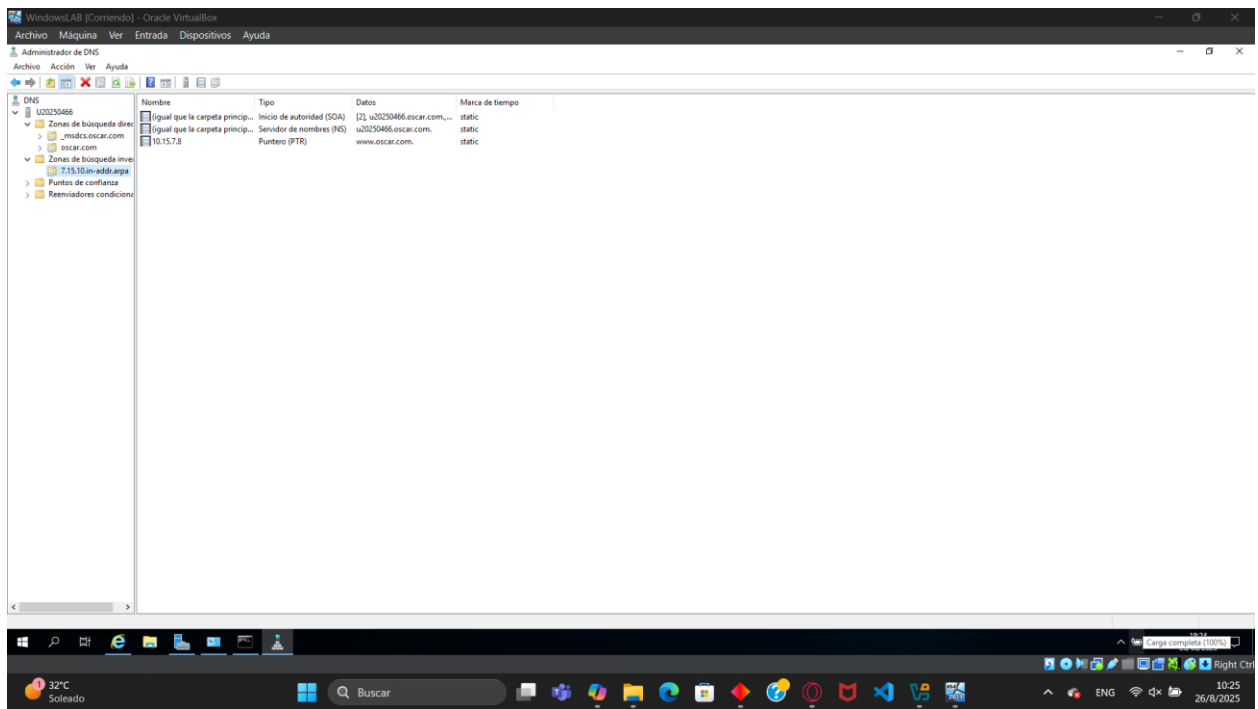 WindowsLAB [Corriendo] - Oracle VirtualBox
Archivo Máquina Ver Entrada Dispositivos Ayuda
Administrador de DNS
Archivo Acción Ver Ayuda
DNS
U20250466
Zonas de búsqueda direc
_msdcs.oscar.com
oscar.com
Zonas de búsqueda inver
7.15.10.in-addr.arpa
Puntos de confianza
Reenviadores condiciona
Nombre Tipo Datos Marca de tiempo
(igual que la carpeta princip... Inicio de autoridad (SOA) [2], u20250466.oscar.com.,... static
(igual que la carpeta princip... Servidor de nombres (NS) u20250466.oscar.com. static
10.15.7.8 Puntero (PTR) www.oscar.com. static
Carga completa (100%)
Right Ctrl
1
32°C
Soleado
Buscar
ENG
10:25
26/8/2025